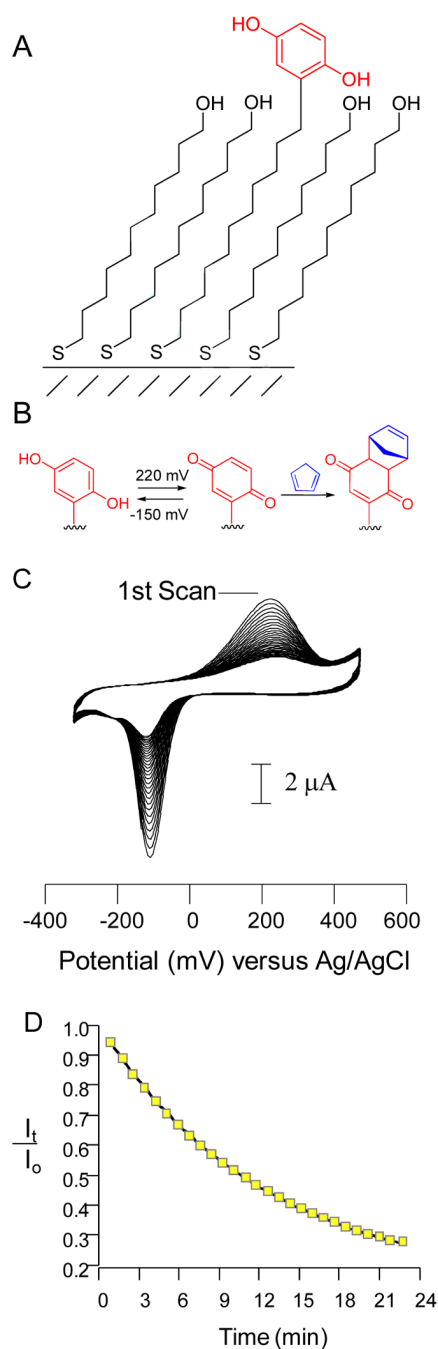 A
HO
OH
OH
OH
OH
OH
S
S
S
S
S
B
HO
OH
220 mV
-150 mV
O
O
O
O
C
1st Scan
2 μA
-400
-200
0
200
400
600
Potential (mV) versus Ag/AgCl
D
1.0
0.9
0.8
0.7
0.6
0.5
0.4
0.3
0.2
It
Io
0
3
6
9
12
15
18
21
24
Time (min)